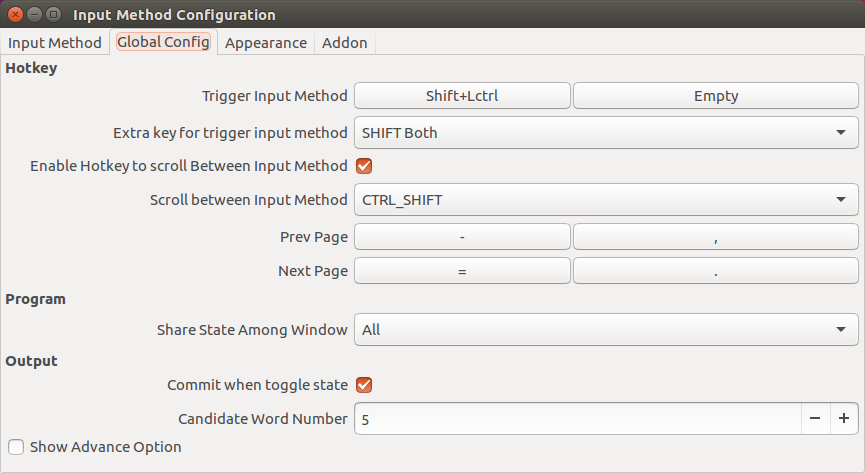 Input Method Configuration
Input Method Global Config Appearance Addon
Hotkey
Trigger Input Method Shift+Lctrl Empty
Extra key for trigger input method SHIFT Both
Enable Hotkey to scroll Between Input Method
Scroll between Input Method CTRL_SHIFT
Prev Page - ,
Next Page = .
Program
Share State Among Window All
Output
Commit when toggle state
Candidate Word Number 5 − +
Show Advance Option